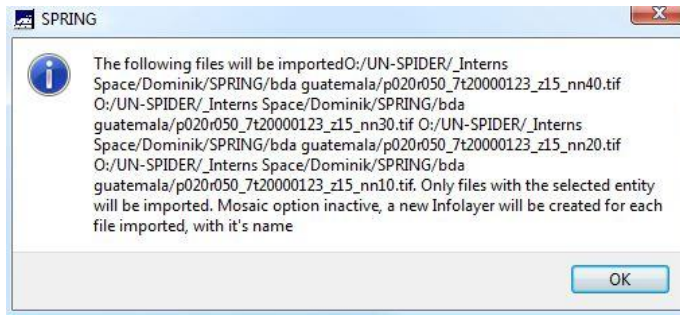 SPRING
X
The following files will be importedO:/UN-SPIDER/_Interns
Space/Dominik/SPRING/bda guatemala/p020r050_7t20000123_z15_nn40.tif
O:/UN-SPIDER/_Interns Space/Dominik/SPRING/bda
guatemala/p020r050_7t20000123_z15_nn30.tif O:/UN-SPIDER/_Interns
Space/Dominik/SPRING/bda guatemala/p020r050_7t20000123_z15_nn20.tif
O:/UN-SPIDER/_Interns Space/Dominik/SPRING/bda
guatemala/p020r050_7t20000123_z15_nn10.tif. Only files with the selected entity
will be imported. Mosaic option inactive, a new Infolayer will be created for each
file imported, with it's name
OK